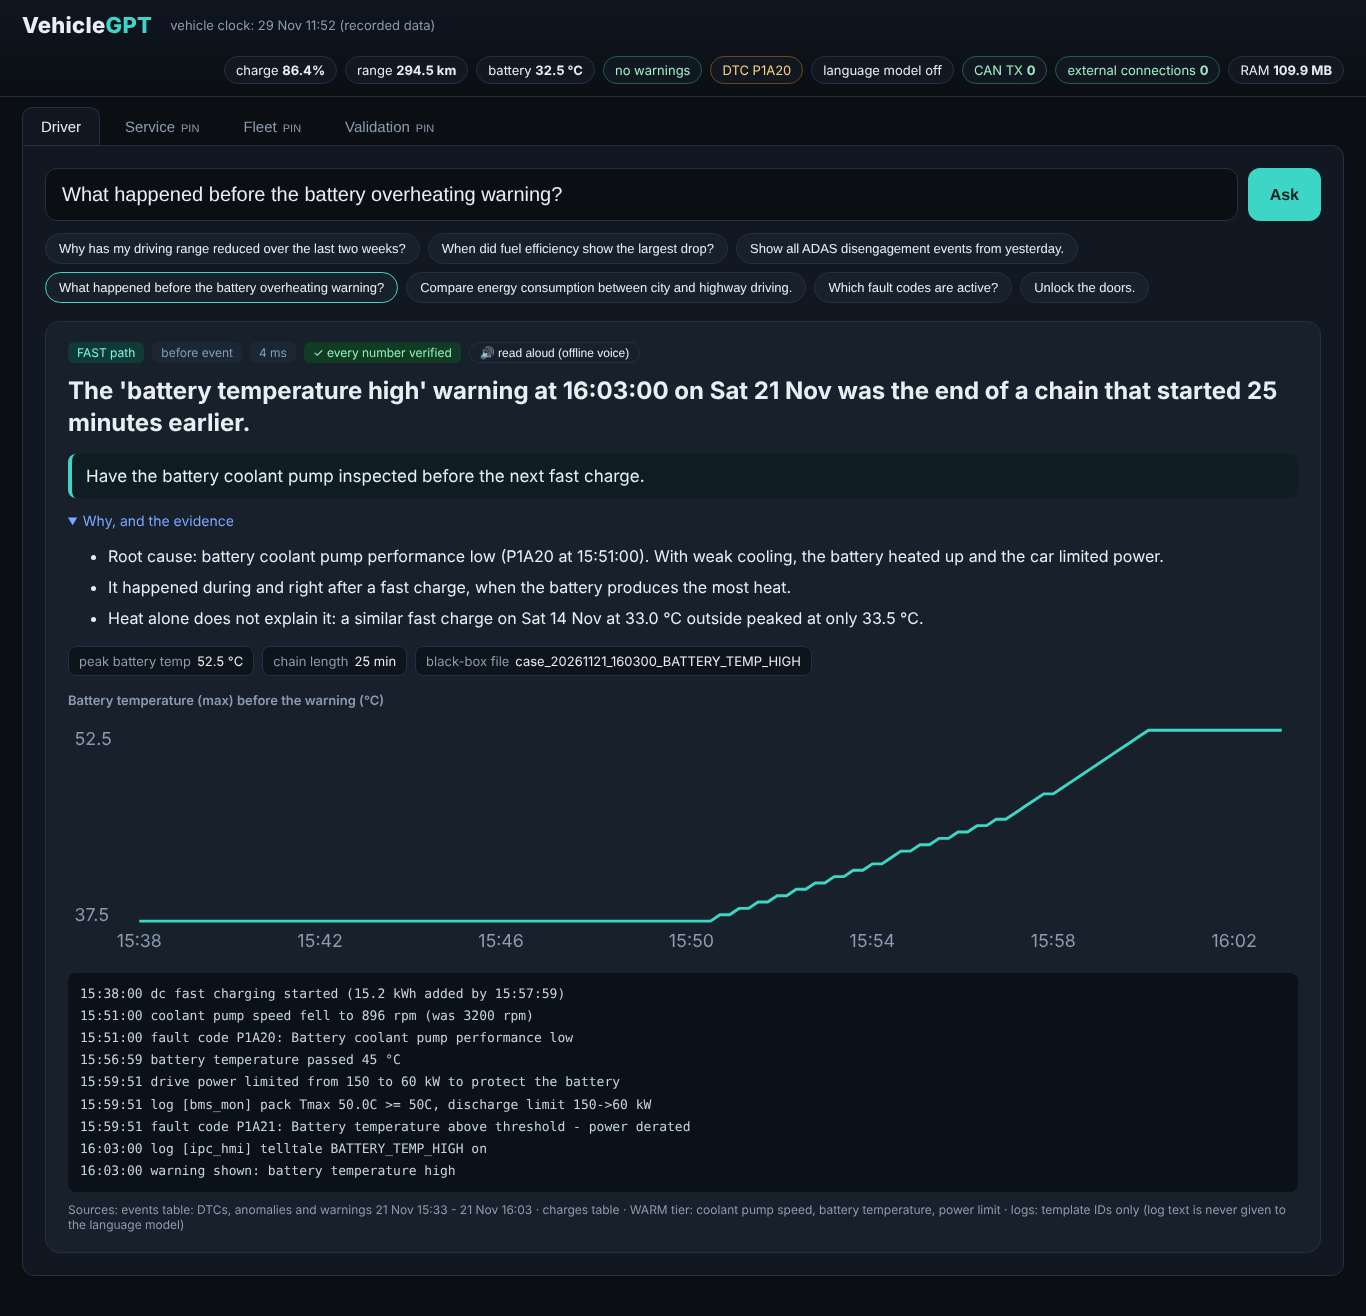 VehicleGPT vehicle clock: 29 Nov 11:52 (recorded data)
charge 86.4% range 294.5 km battery 32.5 °C no warnings DTC P1A20 language model off CAN TX 0 external connections 0 RAM 109.9 MB
Driver Service PIN Fleet PIN Validation PIN
What happened before the battery overheating warning? Ask
Why has my driving range reduced over the last two weeks? When did fuel efficiency show the largest drop? Show all ADAS disengagement events from yesterday.
What happened before the battery overheating warning? Compare energy consumption between city and highway driving. Which fault codes are active? Unlock the doors.
FAST path before event 4 ms ✓ every number verified 🔊 read aloud (offline voice)
The 'battery temperature high' warning at 16:03:00 on Sat 21 Nov was the end of a chain that started 25
minutes earlier.
Have the battery coolant pump inspected before the next fast charge.
▼ Why, and the evidence
• Root cause: battery coolant pump performance low (P1A20 at 15:51:00). With weak cooling, the battery heated up and the car limited power.
• It happened during and right after a fast charge, when the battery produces the most heat.
• Heat alone does not explain it: a similar fast charge on Sat 14 Nov at 33.0 °C outside peaked at only 33.5 °C.
peak battery temp 52.5 °C chain length 25 min black-box file case_20261121_160300_BATTERY_TEMP_HIGH
Battery temperature (max) before the warning (°C)
52.5
37.5
15:38 15:42 15:46 15:50 15:54 15:58 16:02
15:38:00 dc fast charging started (15.2 kWh added by 15:57:59)
15:51:00 coolant pump speed fell to 896 rpm (was 3200 rpm)
15:51:00 fault code P1A20: Battery coolant pump performance low
15:56:59 battery temperature passed 45 °C
15:59:51 drive power limited from 150 to 60 kW to protect the battery
15:59:51 log [bms_mon] pack Tmax 50.0C >= 50C, discharge limit 150->60 kW
15:59:51 fault code P1A21: Battery temperature above threshold - power derated
16:03:00 log [ipc_hmi] telltale BATTERY_TEMP_HIGH on
16:03:00 warning shown: battery temperature high
Sources: events table: DTCs, anomalies and warnings 21 Nov 15:33 - 21 Nov 16:03 · charges table · WARM tier: coolant pump speed, battery temperature, power limit · logs: template IDs only (log text is never given to
the language model)